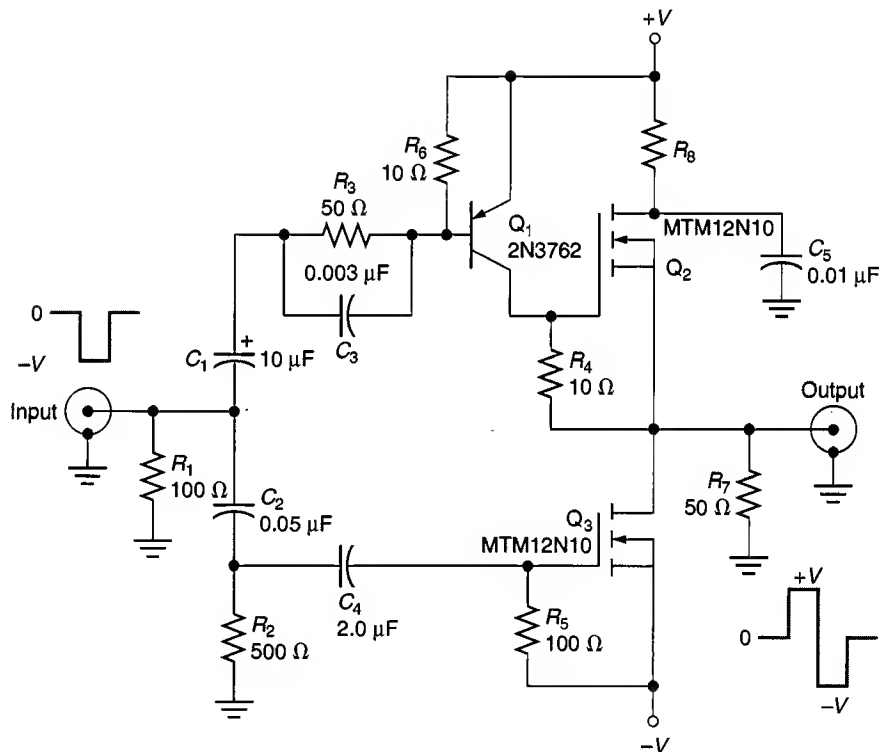 +V
R6
10 Ω
R8
R3
50 Ω
Q1
2N3762
MTM12N10
Q2
C5
0.01 µF
0.003 µF
C3
0
–V
C1
+
10 µF
R4
10 Ω
Input
Output
R1
100 Ω
C2
0.05 µF
Q3
MTM12N10
R7
50 Ω
C4
2.0 µF
R2
500 Ω
R5
100 Ω
+V
0
–V
–V